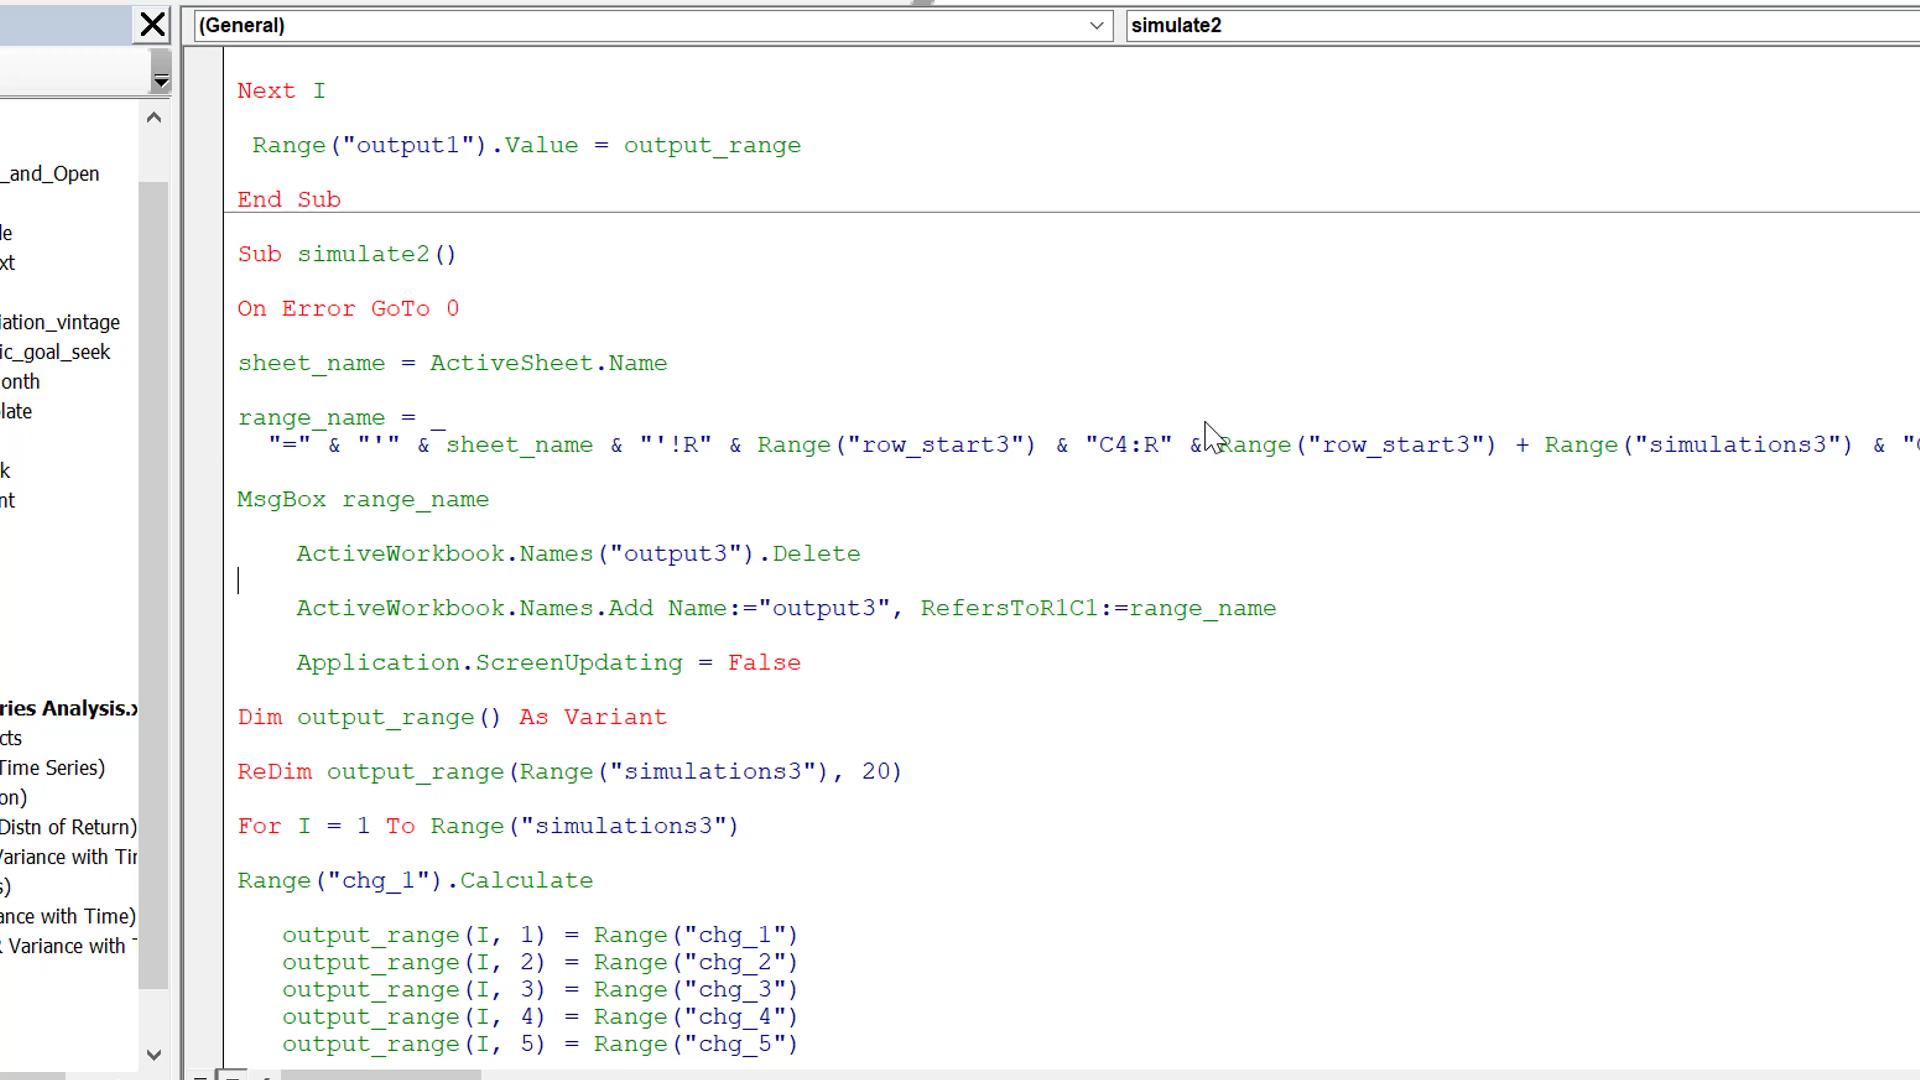 (General)
simulate2
_and_Open
le
xt
iation_vintage
ic_goal_seek
onth
late
k
nt
ries Analysis.x
cts
Time Series)
on)
Distn of Return)
Variance with Tir
s)
ance with Time)
R Variance with T
Next I
Range("output1").Value = output_range
End Sub
Sub simulate2()
On Error GoTo 0
sheet_name = ActiveSheet.Name
range_name = _
"=" & "'" & sheet_name & "'!R" & Range("row_start3") & "C4:R" & Range("row_start3") + Range("simulations3") & "C
MsgBox range_name
ActiveWorkbook.Names("output3").Delete
ActiveWorkbook.Names.Add Name:="output3", RefersToR1C1:=range_name
Application.ScreenUpdating = False
Dim output_range() As Variant
ReDim output_range(Range("simulations3"), 20)
For I = 1 To Range("simulations3")
Range("chg_1").Calculate
output_range(I, 1) = Range("chg_1")
output_range(I, 2) = Range("chg_2")
output_range(I, 3) = Range("chg_3")
output_range(I, 4) = Range("chg_4")
output_range(I, 5) = Range("chg_5")